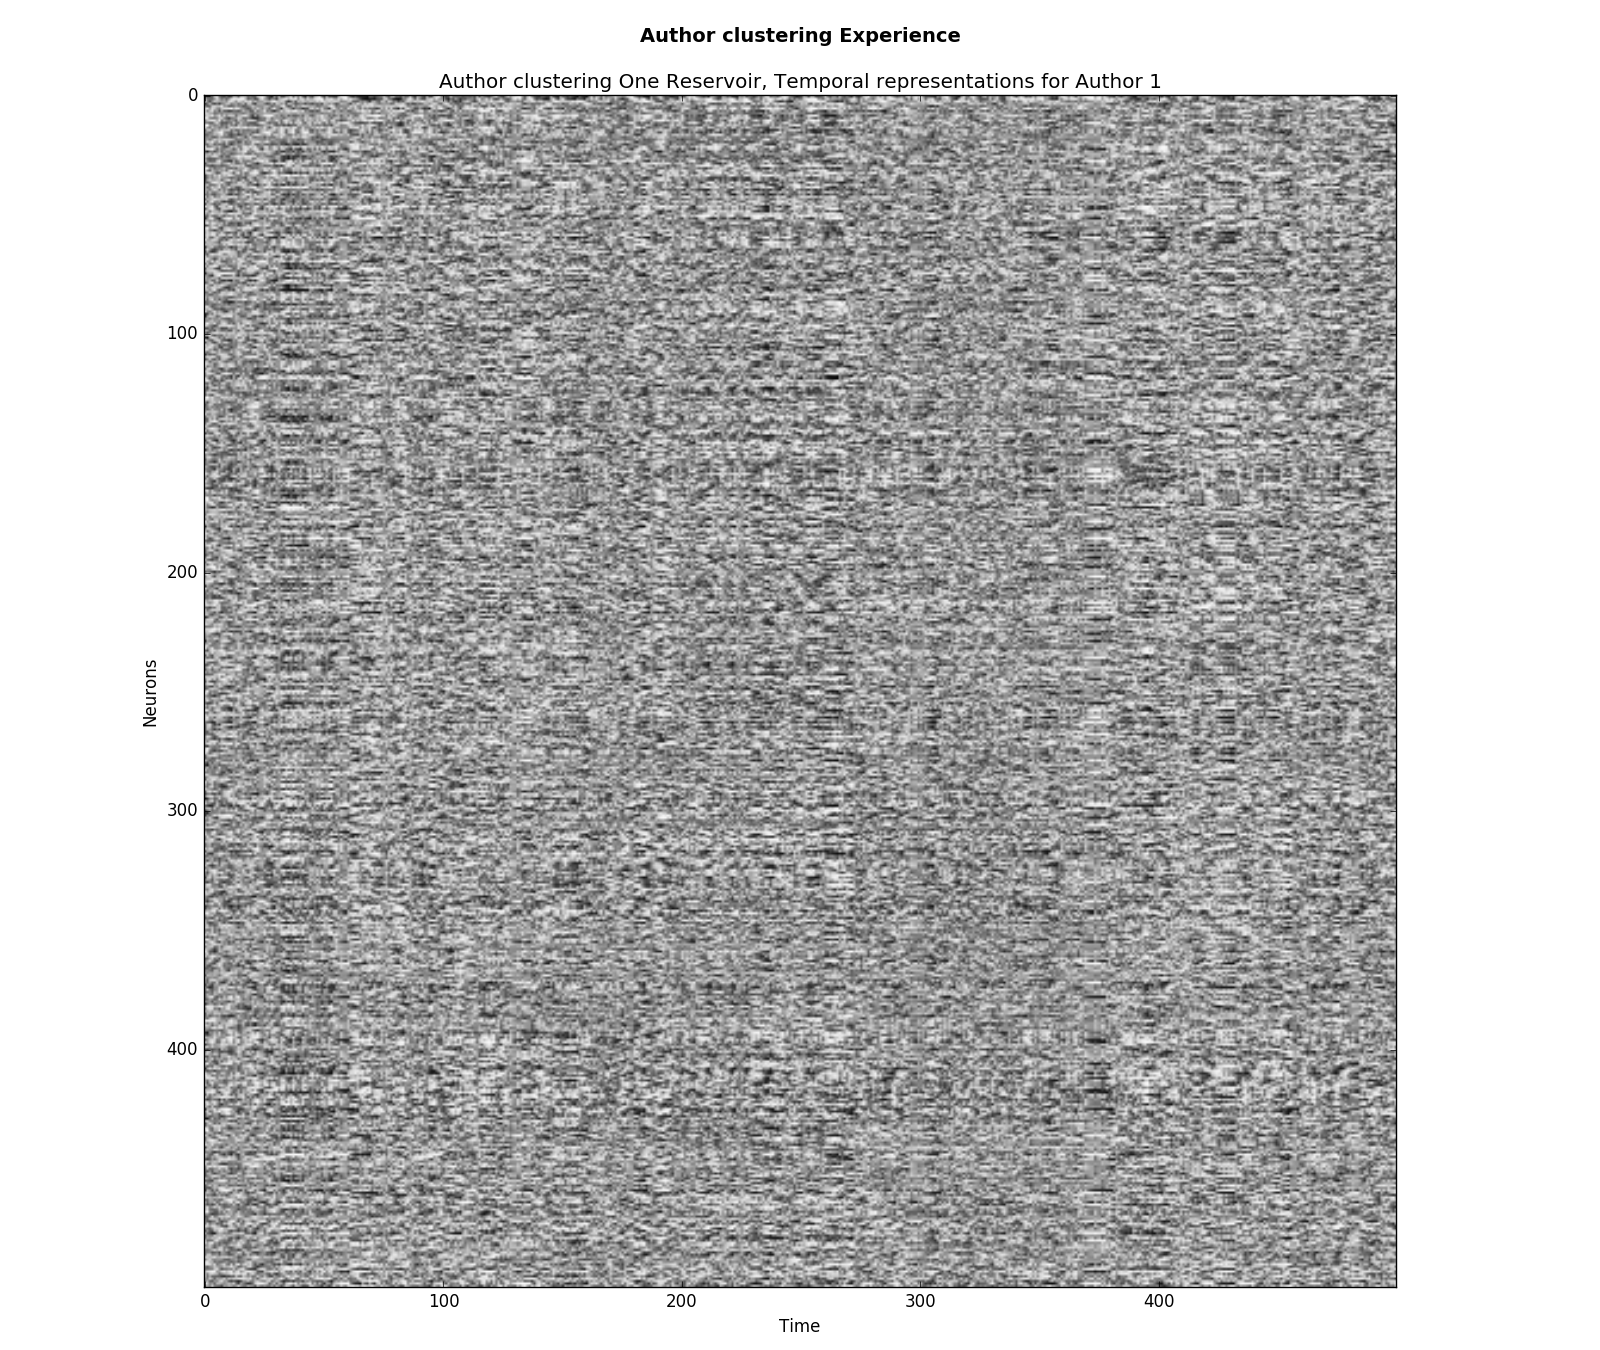 Author clustering Experience
Author clustering One Reservoir, Temporal representations for Author 1
0
100
200
300
400
Neurons
0 100 200 300 400
Time